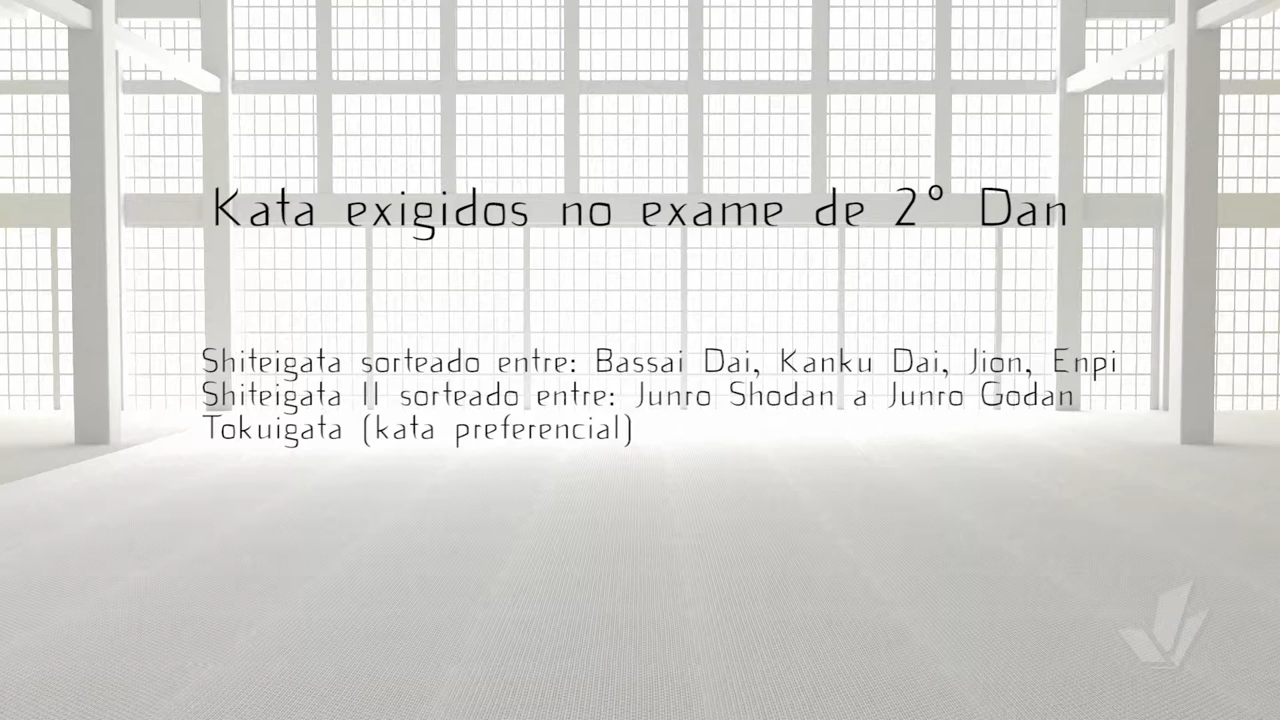 Kata exigidos no exame de 2° Dan
Shiteigata sorteado entre: Bassai Dai, Kanku Dai, Jion, Enpi
Shiteigata II sorteado entre: Junro Shodan a Junro Godan
Tokuigata (kata preferencial)